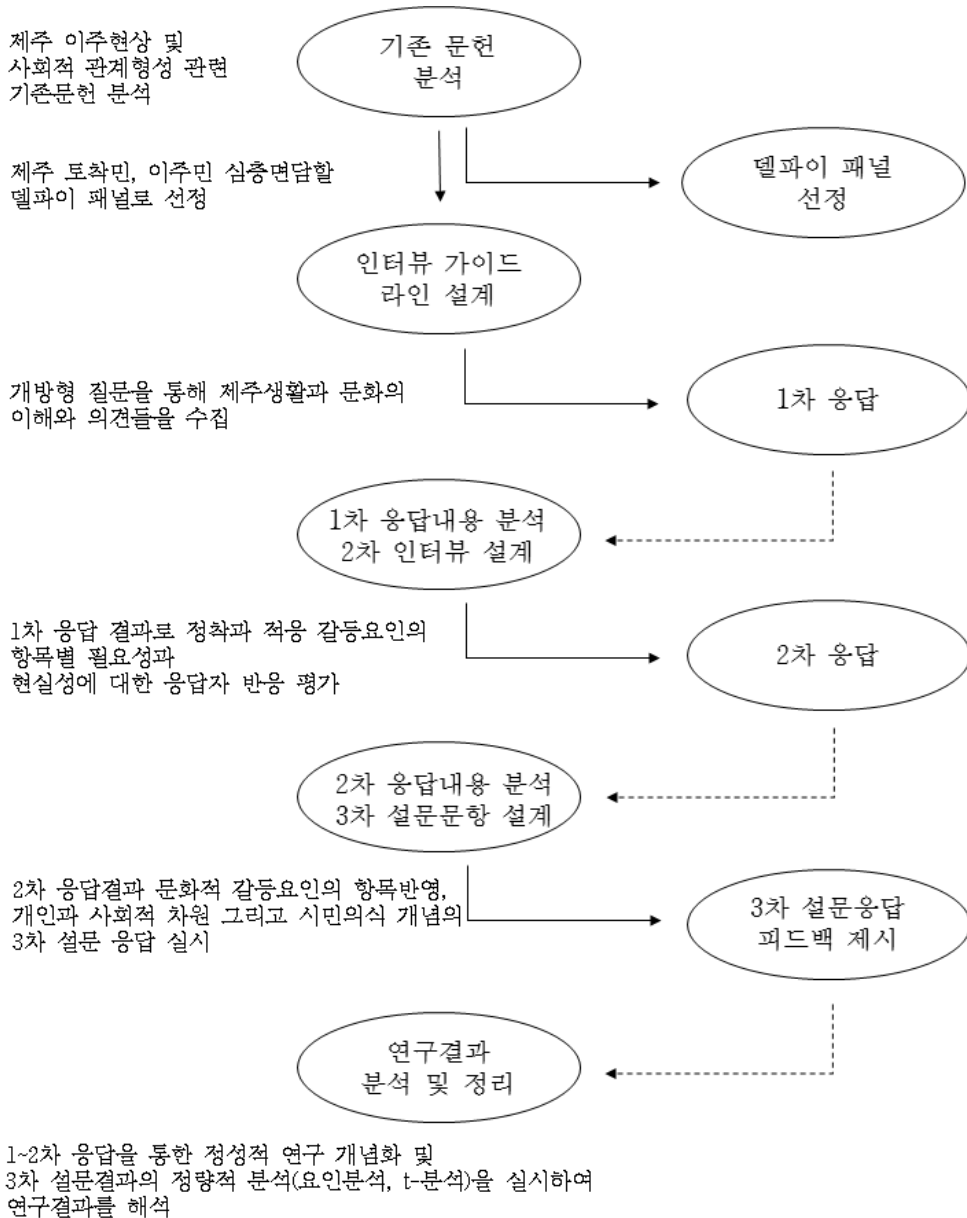 제주 이주현상 및
사회적 관계형성 관련
기존문헌 분석
기존 문헌
분석
제주 토착민, 이주민 심층면담할
델파이 패널로 선정
델파이 패널
선정
인터뷰 가이드
라인 설계
개방형 질문을 통해 제주생활과 문화의
이해와 의견들을 수집
1차 응답
1차 응답내용 분석
2차 인터뷰 설계
1차 응답 결과로 정착과 적응 갈등요인의
항목별 필요성과
현실성에 대한 응답자 반응 평가
2차 응답
2차 응답내용 분석
3차 설문문항 설계
2차 응답결과 문화적 갈등요인의 항목반영,
개인과 사회적 차원 그리고 시민의식 개념의
3차 설문 응답 실시
3차 설문응답
피드백 제시
연구결과
분석 및 정리
1~2차 응답을 통한 정성적 연구 개념화 및
3차 설문결과의 정량적 분석(요인분석, t-분석)을 실시하여
연구결과를 해석